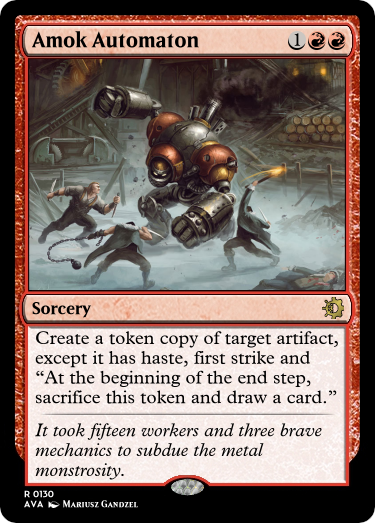 Amok Automaton 1
Sorcery
Create a token copy of target artifact,
except it has haste, first strike and
“At the beginning of the end step,
sacrifice this token and draw a card.”
It took fifteen workers and three brave
mechanics to subdue the metal
monstrosity.
R 0130
AVA Mariusz Gandzel